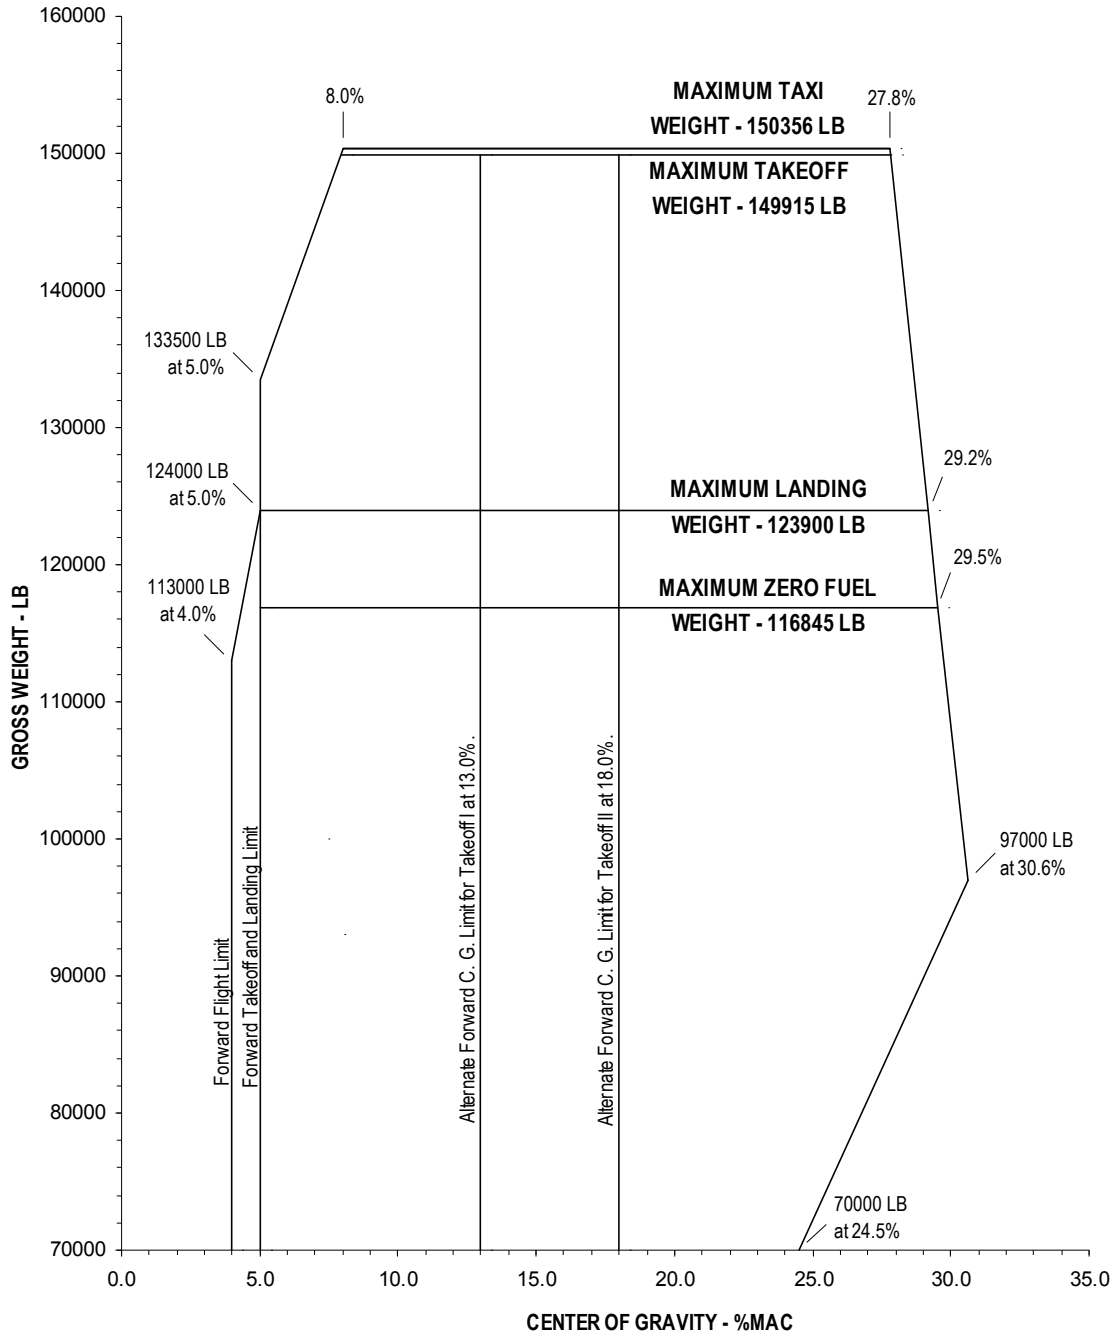 160000
8.0%
MAXIMUM TAXI
WEIGHT - 150356 LB
27.8%
150000
MAXIMUM TAKEOFF
WEIGHT - 149915 LB
140000
133500 LB
at 5.0%
130000
124000 LB
at 5.0%
29.2%
MAXIMUM LANDING
WEIGHT - 123900 LB
120000
113000 LB
at 4.0%
29.5%
MAXIMUM ZERO FUEL
WEIGHT - 116845 LB
110000
GROSS WEIGHT - LB
100000
97000 LB
at 30.6%
Forward Flight Limit
Forward Takeoff and Landing Limit
Alternate Forward C. G. Limit for Takeoff I at 13.0%.
Alternate Forward C. G. Limit for Takeoff II at 18.0%.
90000
80000
70000 LB
at 24.5%
70000
0.0 5.0 10.0 15.0 20.0 25.0 30.0 35.0
CENTER OF GRAVITY - %MAC